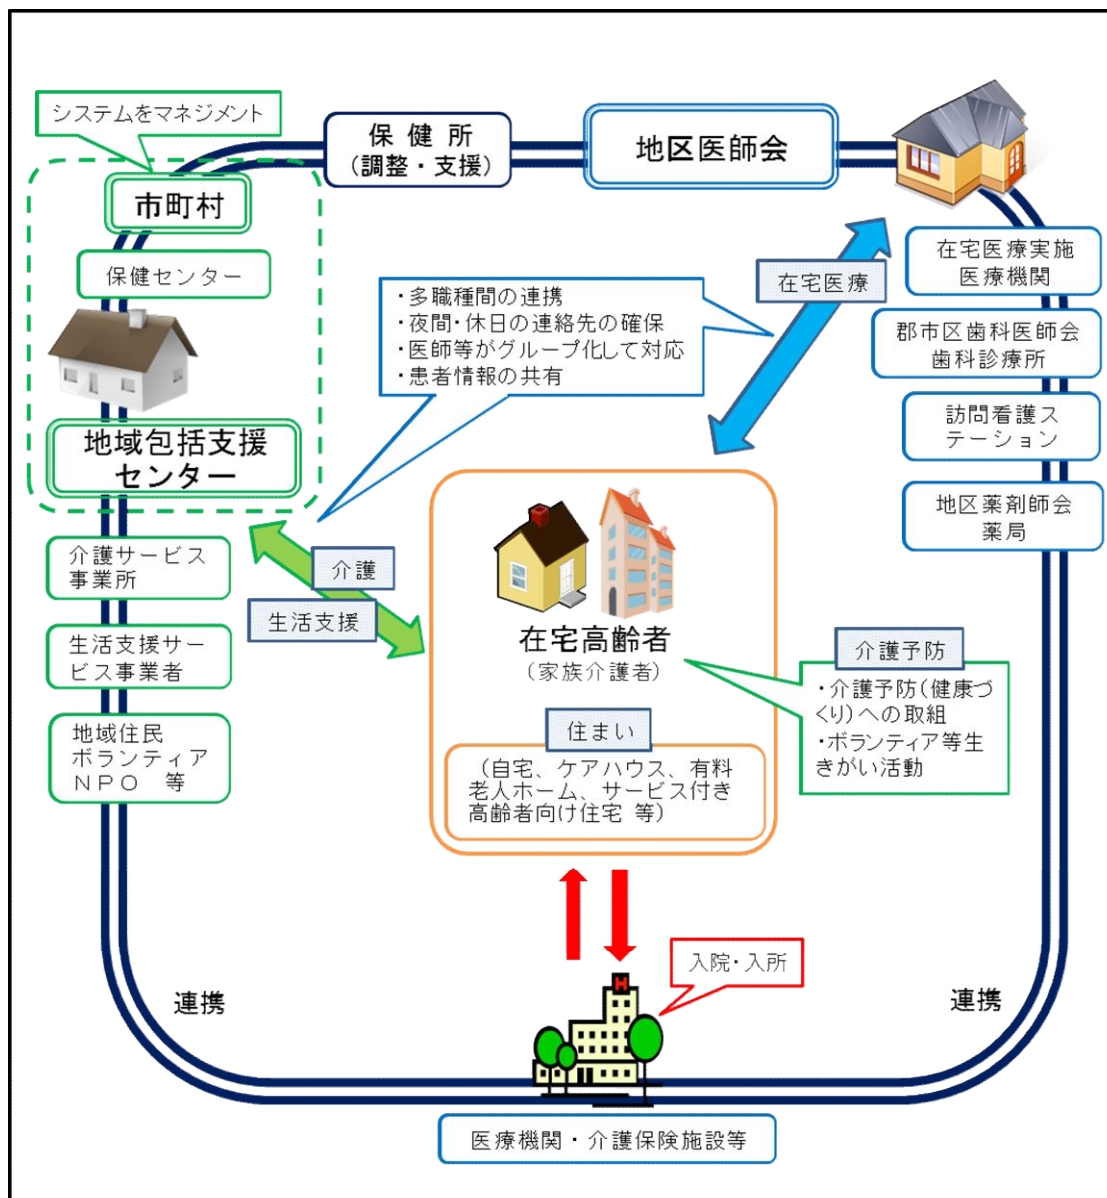 システムをマネジメント
保健所
（調整・支援）
地区医師会
市町村
保健センター
地域包括支援
センター
介護サービス
事業所
生活支援サー
ビス事業者
地域住民
ボランティア
ＮＰＯ　等
・多職種間の連携
・夜間・休日の連絡先の確保
・医師等がグループ化して対応
・患者情報の共有
在宅医療
在宅医療実施
医療機関
郡市区歯科医師会
歯科診療所
訪問看護ス
テーション
地区薬剤師会
薬局
介護
生活支援
在宅高齢者
（家族介護者）
住まい
（自宅、ケアハウス、有料
老人ホーム、サービス付き
高齢者向け住宅 等）
介護予防
・介護予防（健康づ
くり）への取組
・ボランティア等生
きがい活動
入院・入所
H
連携
連携
医療機関・介護保険施設等